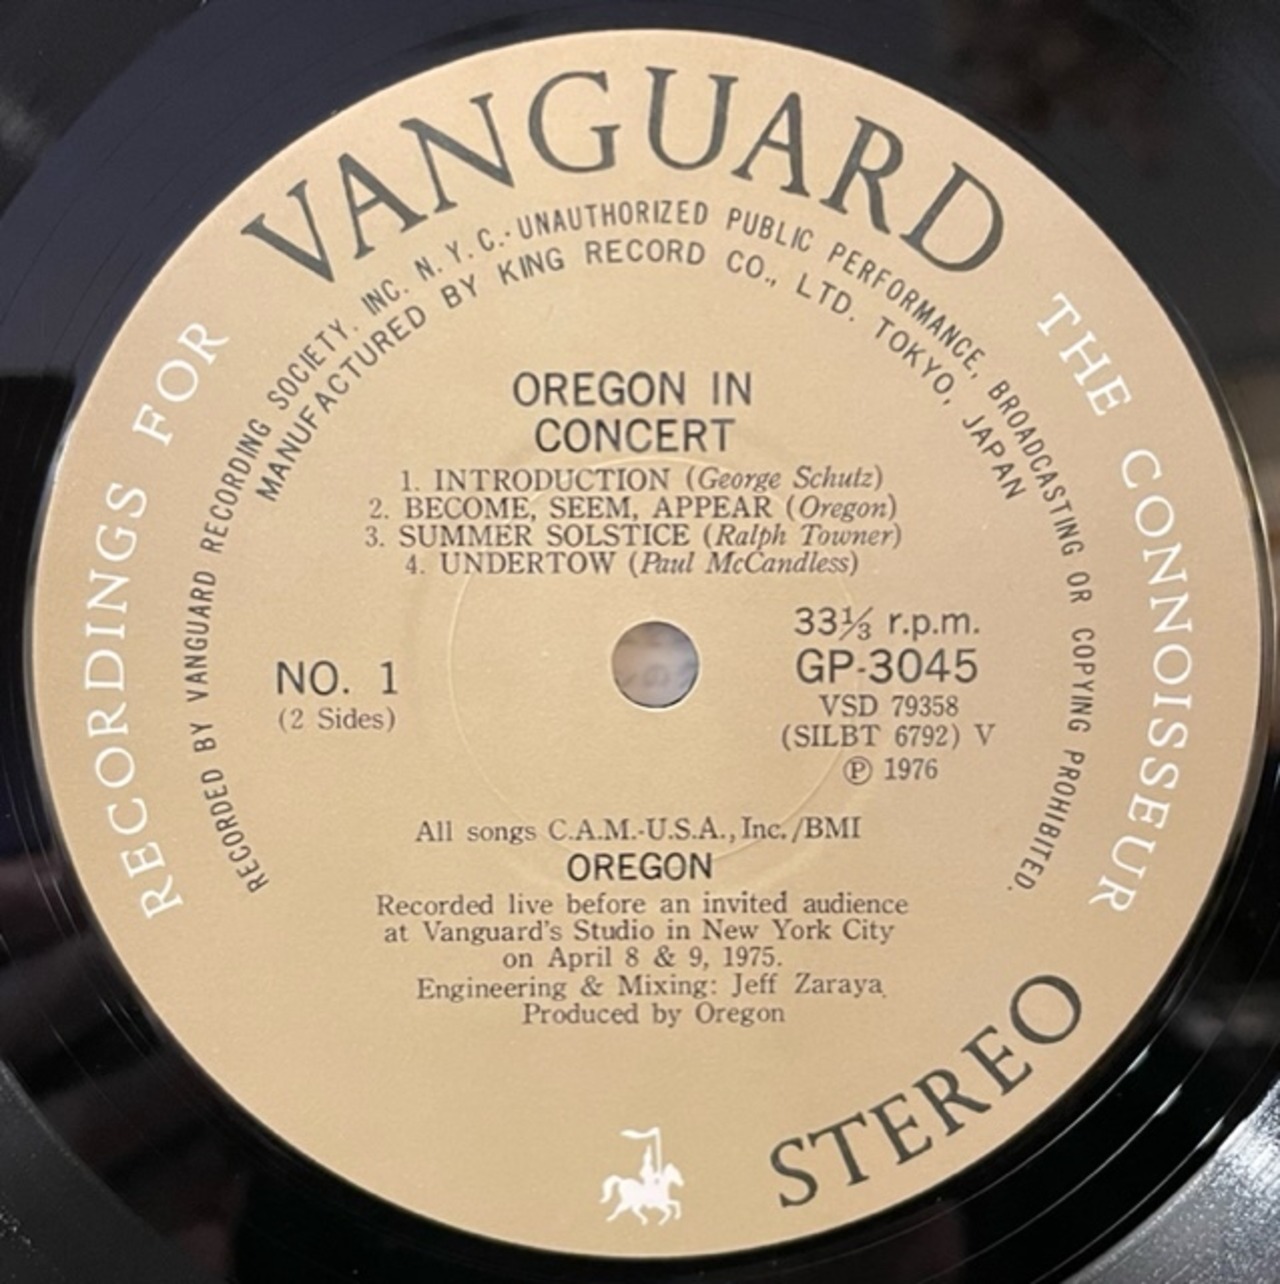 VANGUARD
RECORDINGS FOR THE CONNOISSEUR
RECORDED BY VANGUARD RECORDING SOCIETY. INC. N.Y.C.-UNAUTHORIZED PUBLIC PERFORMANCE, BROADCASTING OR COPYING PROHIBITED.
MANUFACTURED BY KING RECORD CO., LTD. TOKYO, JAPAN
OREGON IN
CONCERT
1. INTRODUCTION (George Schutz)
2. BECOME, SEEM, APPEAR (Oregon)
3. SUMMER SOLSTICE (Ralph Towner)
4. UNDERTOW (Paul McCandless)
NO. 1
(2 Sides)
33⅓ r.p.m.
GP-3045
VSD 79358
(SILBT 6792) V
Ⓟ 1976
All songs C.A.M.-U.S.A., Inc./BMI
OREGON
Recorded live before an invited audience
at Vanguard's Studio in New York City
on April 8 & 9, 1975.
Engineering & Mixing: Jeff Zaraya
Produced by Oregon
STEREO